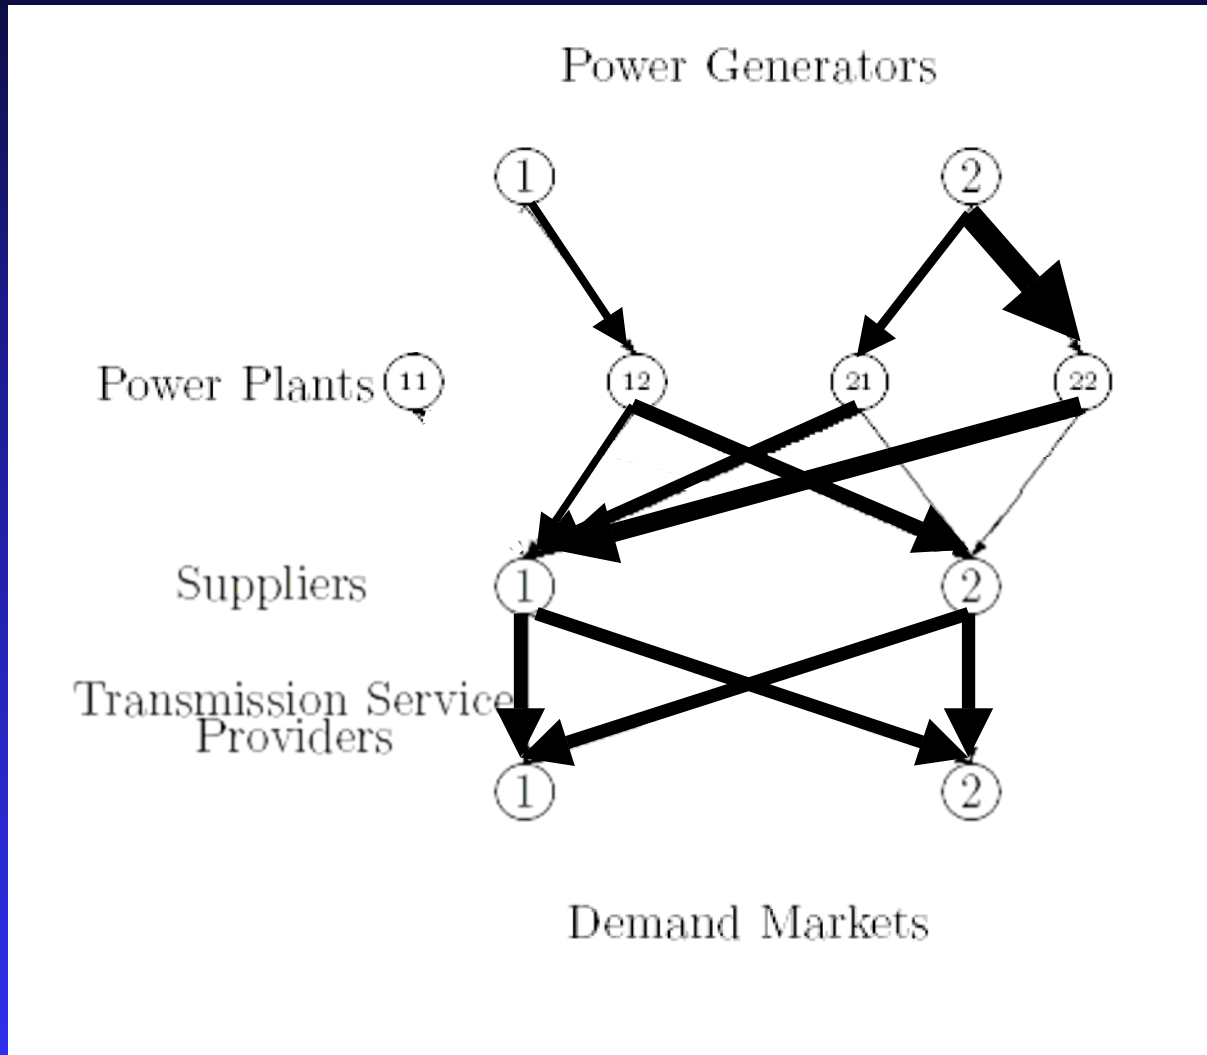 Power Generators
1 2
Power Plants 11 12 21 22
Suppliers
1 2
Transmission Service
Providers
1 2
Demand Markets